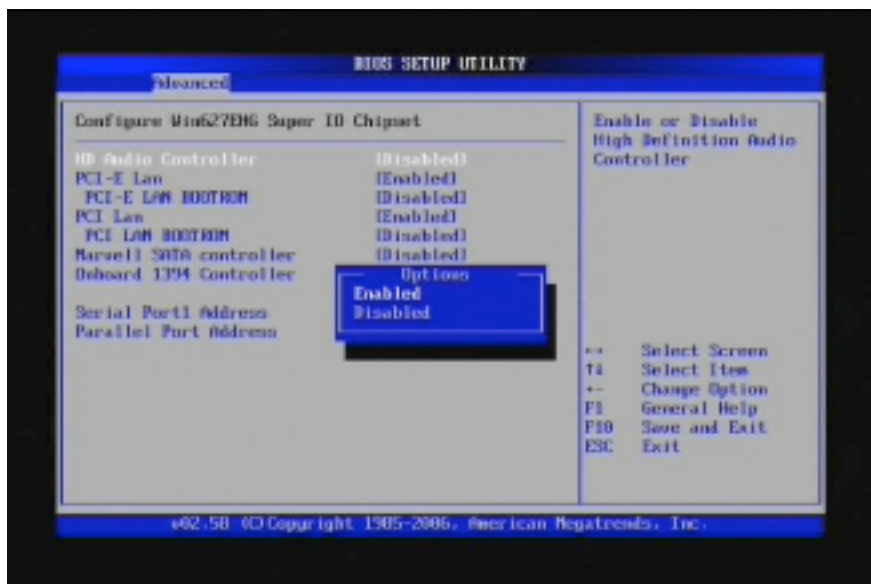 BIOS SETUP UTILITY
Advanced
Configure Win627EHG Super IO Chipset
HD Audio Controller [Disabled]
PCI-E Lan [Enabled]
PCI-E LAN BOOTROM [Disabled]
PCI Lan [Enabled]
PCI LAN BOOTROM [Disabled]
Marvell SATA controller [Disabled]
Onboard 1394 Controller
Serial Port1 Address
Parallel Port Address
Options
Enabled
Disabled
Enable or Disable
High Definition Audio
Controller
←→ Select Screen
↑↓ Select Item
+- Change Option
F1 General Help
F10 Save and Exit
ESC Exit
v02.58 (C)Copyright 1985-2006, American Megatrends, Inc.